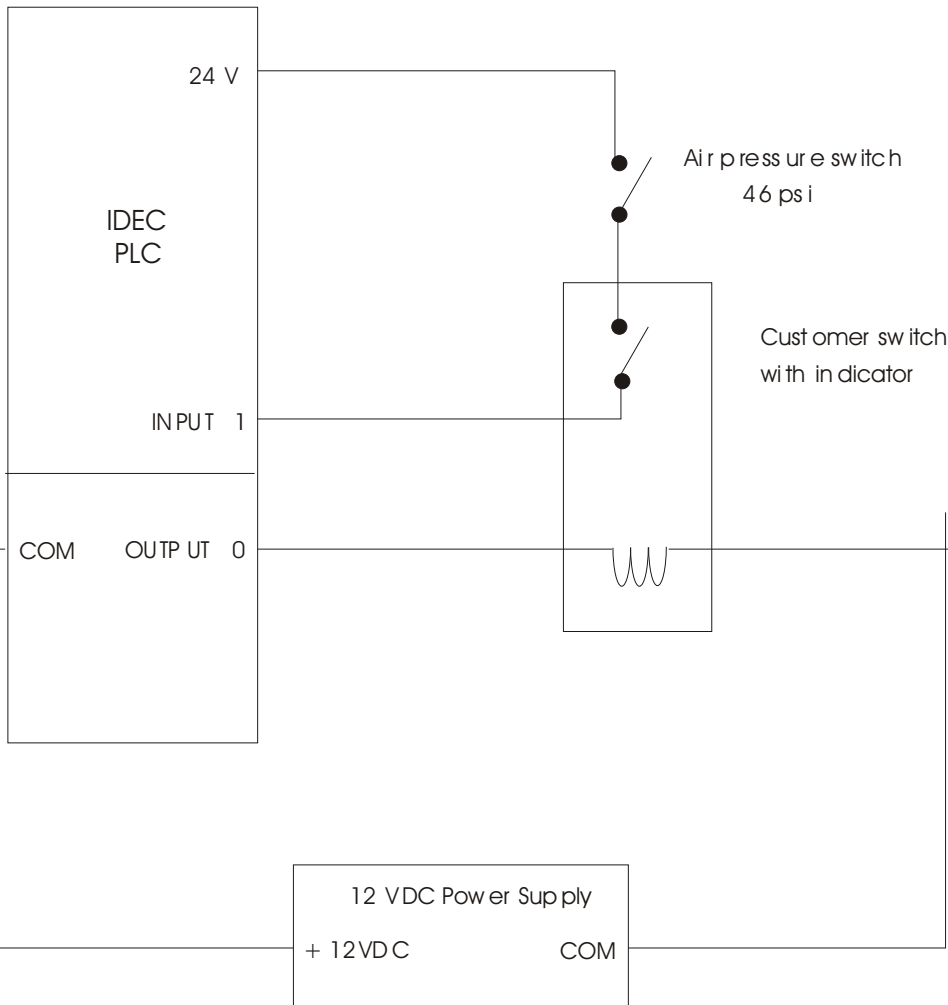 24 V
Air pressure switch
46 psi
IDEC
PLC
Customer switch
with indicator
INPUT 1
COM OUTPUT 0
12 VDC Power Supply
+ 12VDC COM